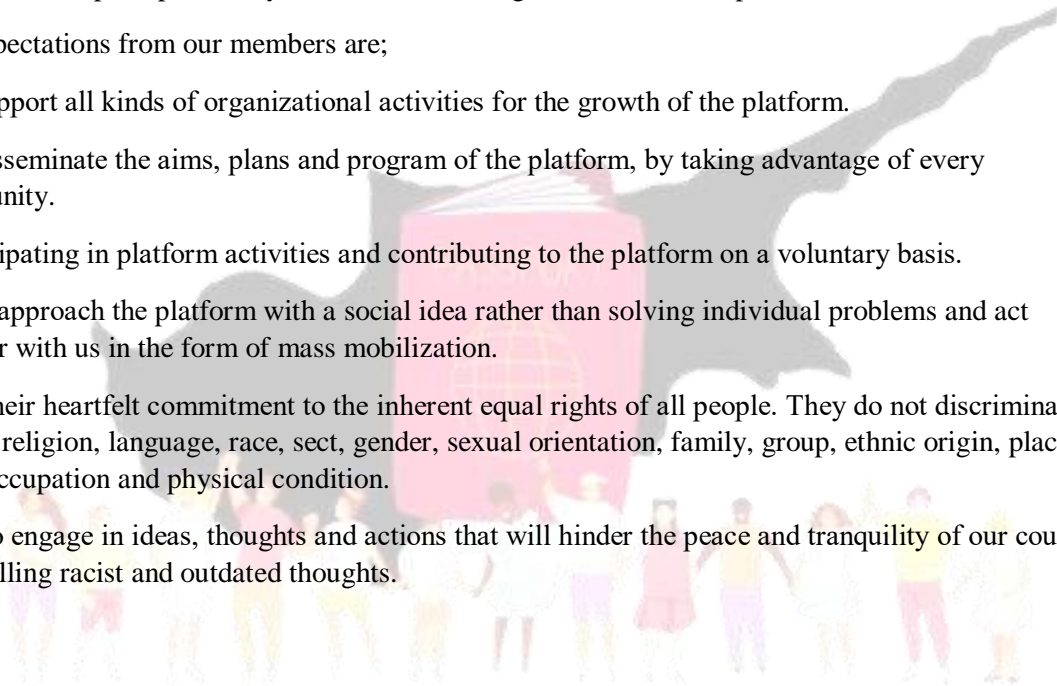 pectations from our members are;
pport all kinds of organizational activities for the growth of the platform.
sseminate the aims, plans and program of the platform, by taking advantage of every
unity.
ipating in platform activities and contributing to the platform on a voluntary basis.
approach the platform with a social idea rather than solving individual problems and act
r with us in the form of mass mobilization.
heir heartfelt commitment to the inherent equal rights of all people. They do not discrimina
religion, language, race, sect, gender, sexual orientation, family, group, ethnic origin, plac
ccupation and physical condition.
o engage in ideas, thoughts and actions that will hinder the peace and tranquility of our cou
lling racist and outdated thoughts.